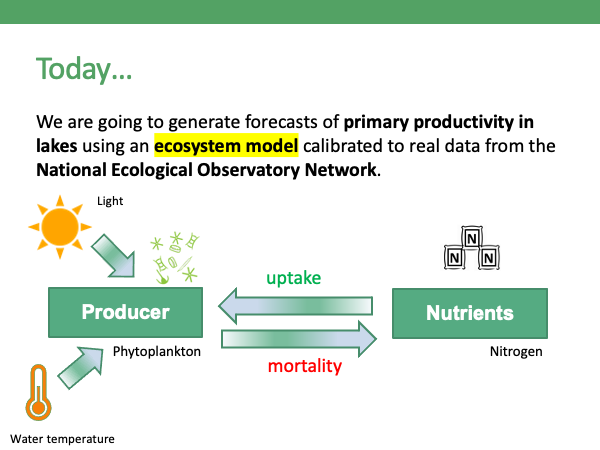 Today…
We are going to generate forecasts of primary productivity in
lakes using an ecosystem model calibrated to real data from the
National Ecological Observatory Network.
Light
N
N N
uptake
Producer
Nutrients
Phytoplankton
Nitrogen
mortality
Water temperature